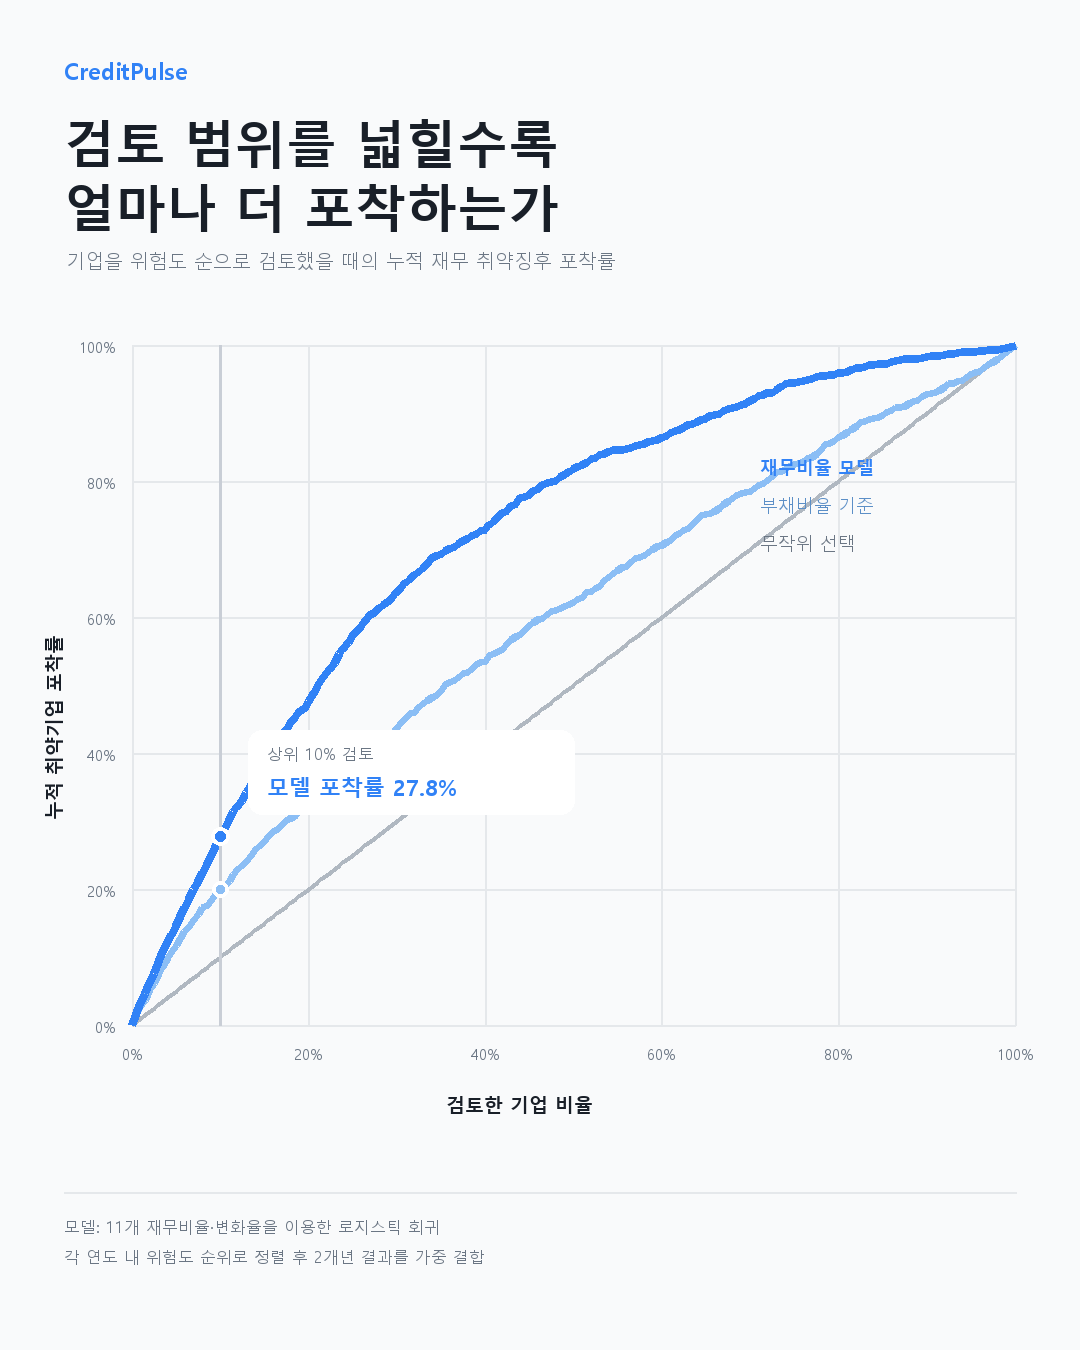 CreditPulse
검토 범위를 넓힐수록
얼마나 더 포착하는가
기업을 위험도 순으로 검토했을 때의 누적 재무 취약징후 포착률
100%
80%
60%
40%
20%
0%
누적 취약기업 포착률
재무비율 모델
부채비율 기준
무작위 선택
상위 10% 검토
모델 포착률 27.8%
0% 20% 40% 60% 80% 100%
검토한 기업 비율
모델: 11개 재무비율·변화율을 이용한 로지스틱 회귀
각 연도 내 위험도 순위로 정렬 후 2개년 결과를 가중 결합